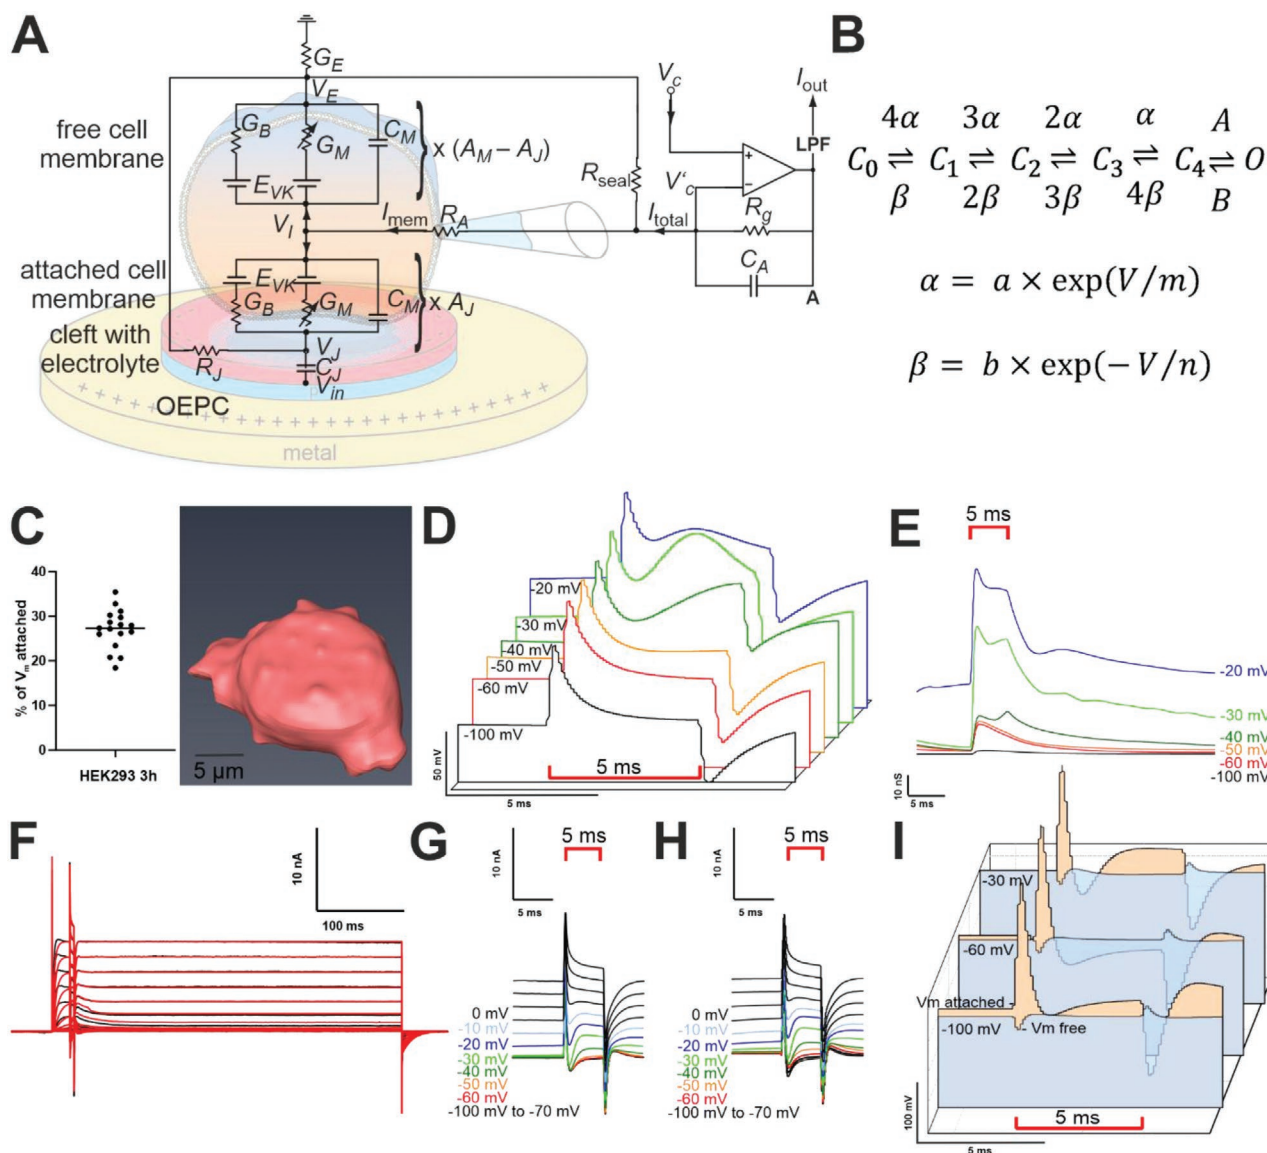 A
G_E
V_E
free cell
membrane
G_B
G_M
C_M
x (A_M – A_J)
E_VK
V_I
I_mem
R_A
R_seal
I_total
V_c
V'_c
+
−
LPF
I_out
R_g
C_A
A
attached cell
membrane
E_VK
G_B
G_M
C_M
x A_J
cleft with
electrolyte
V_J
R_J
C_J
V_in
OEPC
+ + + + + + + + + + + + + + +
metal
B
4α 3α 2α α A
C_0 ⇌ C_1 ⇌ C_2 ⇌ C_3 ⇌ C_4 ⇌ O
β 2β 3β 4β B
α = a × exp(V/m)
β = b × exp(−V/n)
C
% of V_m attached
40
30
20
10
0
HEK293 3h
5 µm
D
-20 mV
-30 mV
-40 mV
-50 mV
-60 mV
-100 mV
5 ms
50 mV
5 ms
E
5 ms
-20 mV
-30 mV
-40 mV
-50 mV
-60 mV
-100 mV
10 nS
5 ms
F
10 nA
100 ms
G
5 ms
10 nA
5 ms
0 mV
-10 mV
-20 mV
-30 mV
-40 mV
-50 mV
-60 mV
-100 mV to -70 mV
H
5 ms
10 nA
5 ms
0 mV
-10 mV
-20 mV
-30 mV
-40 mV
-50 mV
-60 mV
-100 mV to -70 mV
I
-30 mV
-60 mV
Vm attached
-100 mV
Vm free
5 ms
100 mV
5 ms